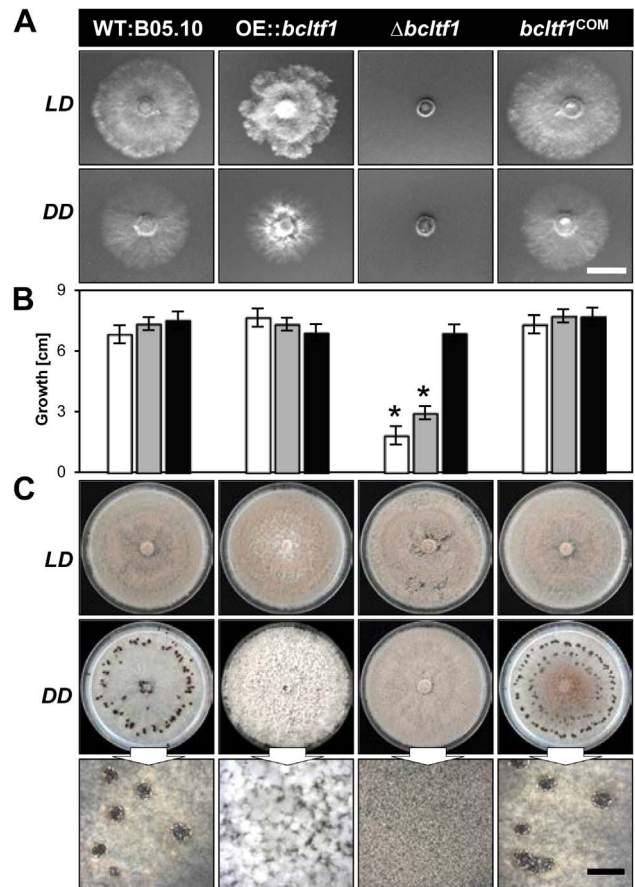 A
WT:B05.10 OE::bcltf1 Δbcltf1 bcltf1COM
LD
DD
B
9
6
3
0
Growth [cm]
* *
C
LD
DD